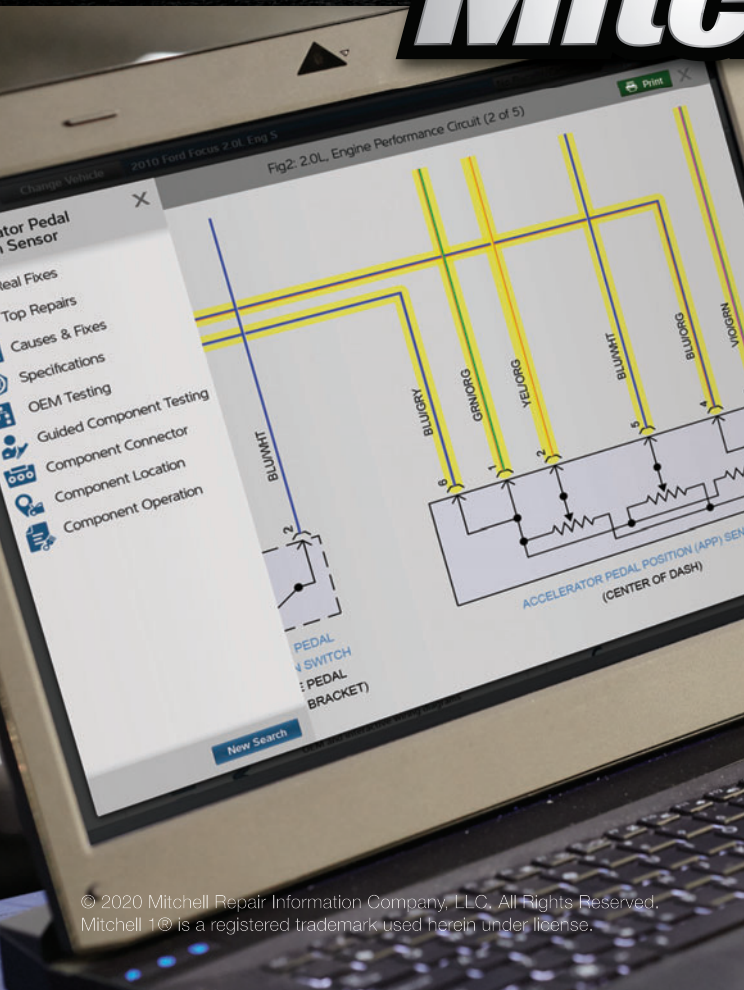 Mitc
Print
2010 Ford Focus 2.0L Eng S
Change Vehicle
Fig2: 2.0L, Engine Performance Circuit (2 of 5)
ator Pedal
n Sensor
eal Fixes
Top Repairs
Causes & Fixes
Specifications
OEM Testing
Guided Component Testing
Component Connector
Component Location
Component Operation
New Search
BLU/WHT
BLU/GRY
GRN/ORG
YEL/ORG
BLU/WHT
BLU/ORG
VIO/GRN
2
6
1
2
5
4
PEDAL
N SWITCH
E PEDAL
BRACKET)
ACCELERATOR PEDAL POSITION (APP) SEN
(CENTER OF DASH)
© 2020 Mitchell Repair Information Company, LLC. All Rights Reserved.
Mitchell 1® is a registered trademark used herein under license.